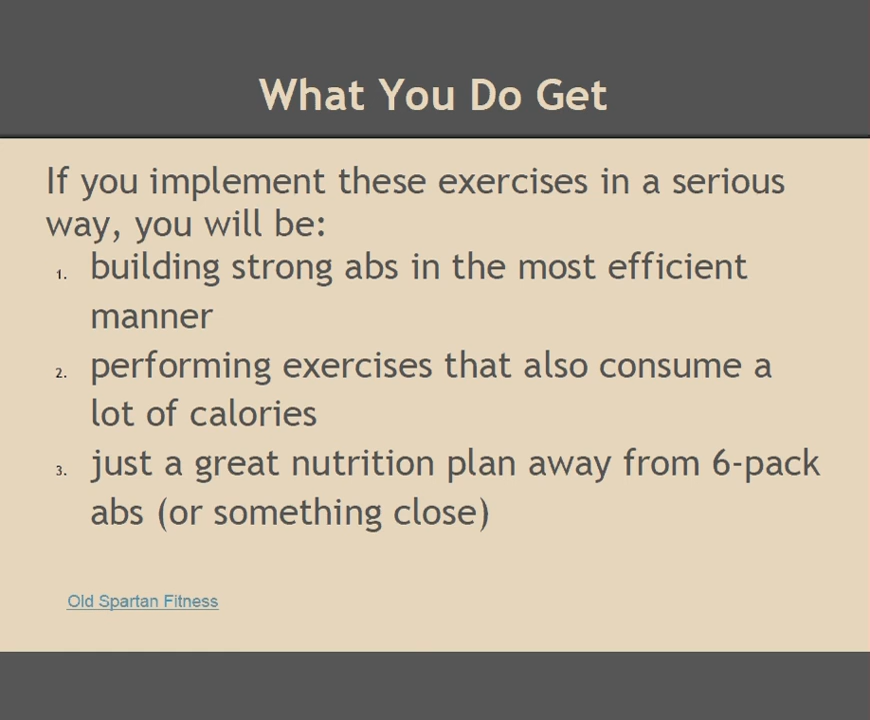 What You Do Get
If you implement these exercises in a serious
way, you will be:
1. building strong abs in the most efficient
manner
2. performing exercises that also consume a
lot of calories
3. just a great nutrition plan away from 6-pack
abs (or something close)
Old Spartan Fitness